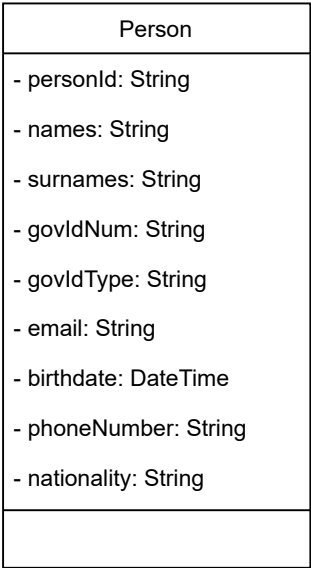 Person
- personId: String
- names: String
- surnames: String
- govIdNum: String
- govIdType: String
- email: String
- birthdate: DateTime
- phoneNumber: String
- nationality: String